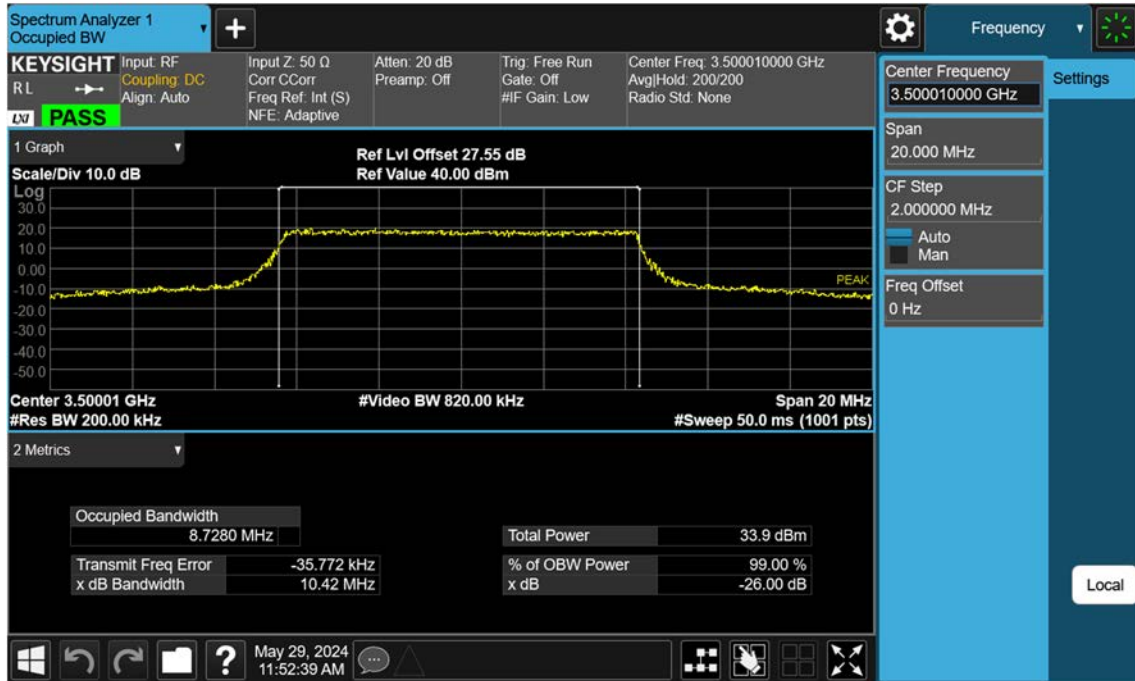 Spectrum Analyzer 1
Occupied BW
+
Frequency
KEYSIGHT
R L
LXI
PASS
Input: RF
Coupling: DC
Align: Auto
Input Z: 50 Ω
Corr CCorr
Freq Ref: Int (S)
NFE: Adaptive
Atten: 20 dB
Preamp: Off
Trig: Free Run
Gate: Off
#IF Gain: Low
Center Freq: 3.500010000 GHz
Avg|Hold: 200/200
Radio Std: None
Center Frequency
3.500010000 GHz
Settings
Span
20.000 MHz
CF Step
2.000000 MHz
Auto
Man
Freq Offset
0 Hz
Local
1 Graph
Scale/Div 10.0 dB
Ref Lvl Offset 27.55 dB
Ref Value 40.00 dBm
Log
30.0
20.0
10.0
0.00
-10.0
-20.0
-30.0
-40.0
-50.0
PEAK
Center 3.50001 GHz
#Video BW 820.00 kHz
Span 20 MHz
#Res BW 200.00 kHz
#Sweep 50.0 ms (1001 pts)
2 Metrics
Occupied Bandwidth
8.7280 MHz
Total Power 33.9 dBm
Transmit Freq Error -35.772 kHz
% of OBW Power 99.00 %
x dB Bandwidth 10.42 MHz
x dB -26.00 dB
?
May 29, 2024
11:52:39 AM